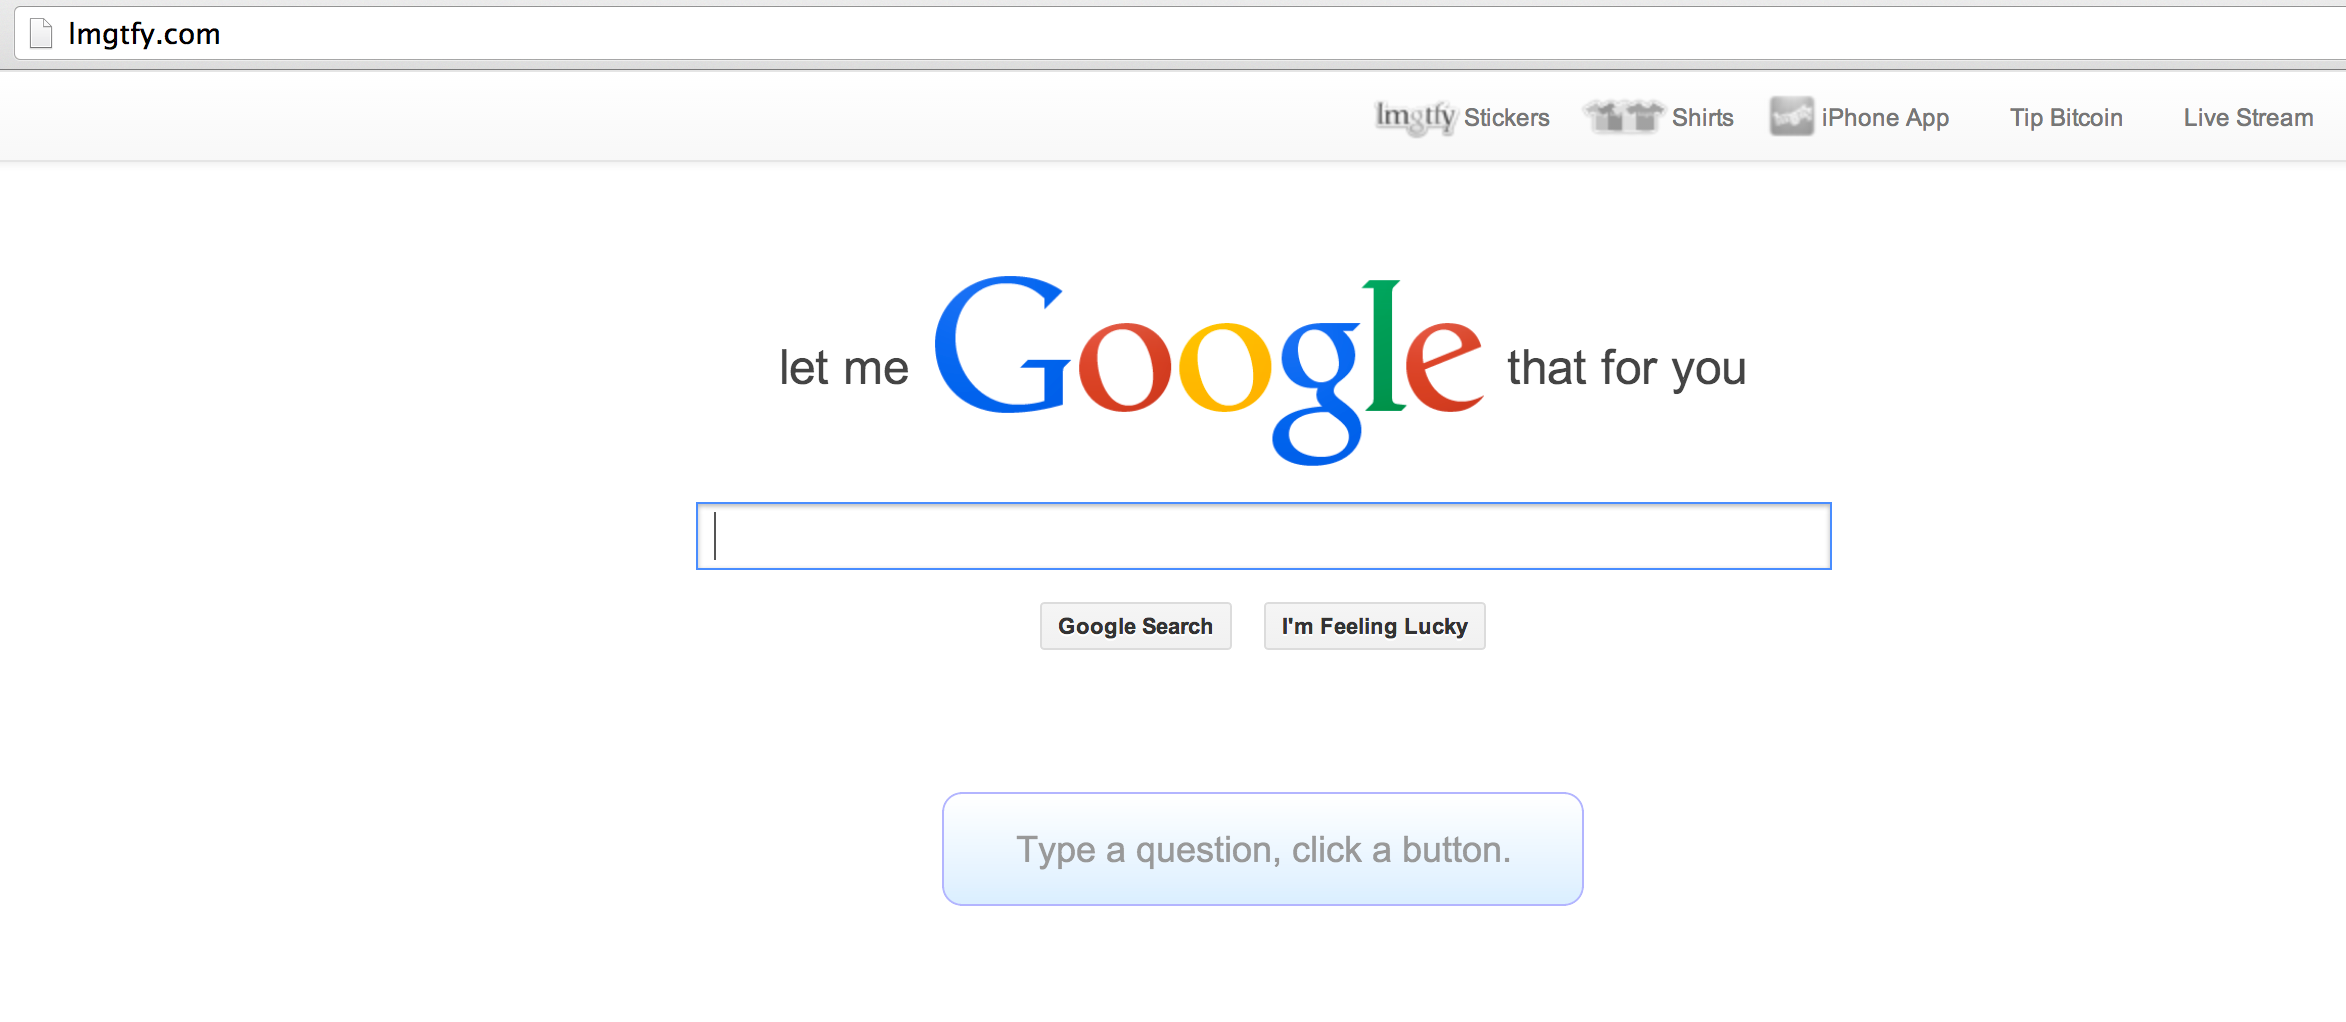 lmgtfy.com
lmgtfy Stickers Shirts iPhone App Tip Bitcoin Live Stream
let me Google that for you
Google Search I'm Feeling Lucky
Type a question, click a button.